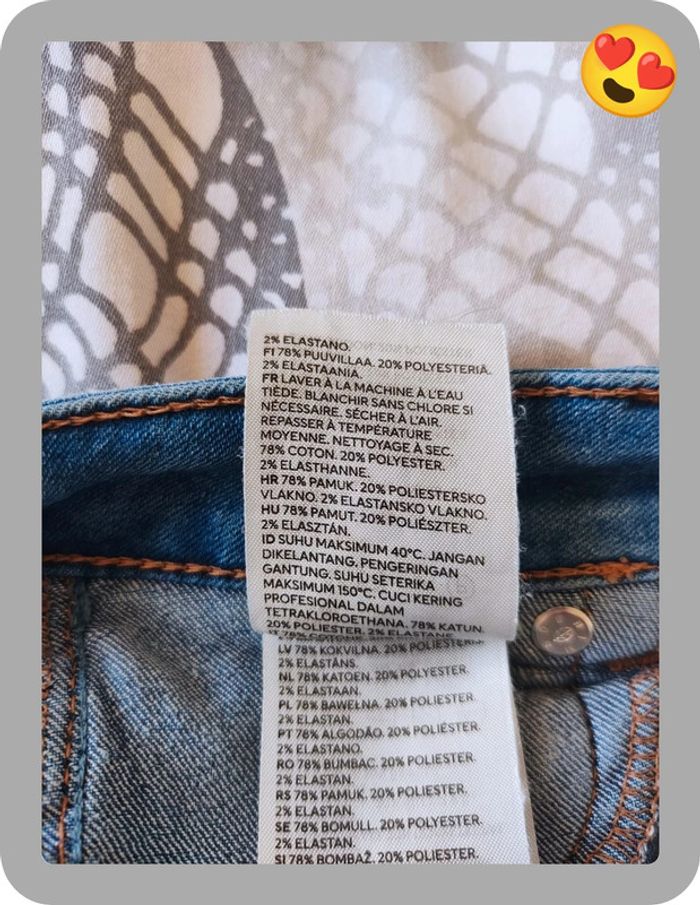 2% ELASTANO.
FI 78% PUUVILLAA. 20% POLYESTERIÄ.
2% ELASTAANIA.
FR LAVER À LA MACHINE À L'EAU
TIÈDE. BLANCHIR SANS CHLORE SI
NÉCESSAIRE. SÉCHER À L'AIR.
REPASSER À TEMPÉRATURE
MOYENNE. NETTOYAGE À SEC.
78% COTON. 20% POLYESTER.
2% ELASTHANNE.
HR 78% PAMUK. 20% POLIESTERSKO
VLAKNO. 2% ELASTANSKO VLAKNO.
HU 78% PAMUT. 20% POLIÉSZTER.
2% ELASZTÁN.
ID SUHU MAKSIMUM 40°C. JANGAN
DIKELANTANG. PENGERINGAN
GANTUNG. SUHU SETERIKA
MAKSIMUM 150°C. CUCI KERING
PROFESIONAL DALAM
TETRAKLOROETHANA. 78% KATUN.
20% POLIESTER. 2% ELASTANE
LV 78% KOKVILNA. 20% POLIESTERIS.
2% ELASTĀNS.
NL 78% KATOEN. 20% POLYESTER.
2% ELASTAAN.
PL 78% BAWEŁNA. 20% POLIESTER.
2% ELASTAN.
PT 78% ALGODÃO. 20% POLIÉSTER.
2% ELASTANO.
RO 78% BUMBAC. 20% POLIESTER.
2% ELASTAN.
RS 78% PAMUK. 20% POLIESTER.
2% ELASTAN.
SE 78% BOMULL. 20% POLYESTER.
2% ELASTAN.
SI 78% BOMBAŽ. 20% POLIESTER.